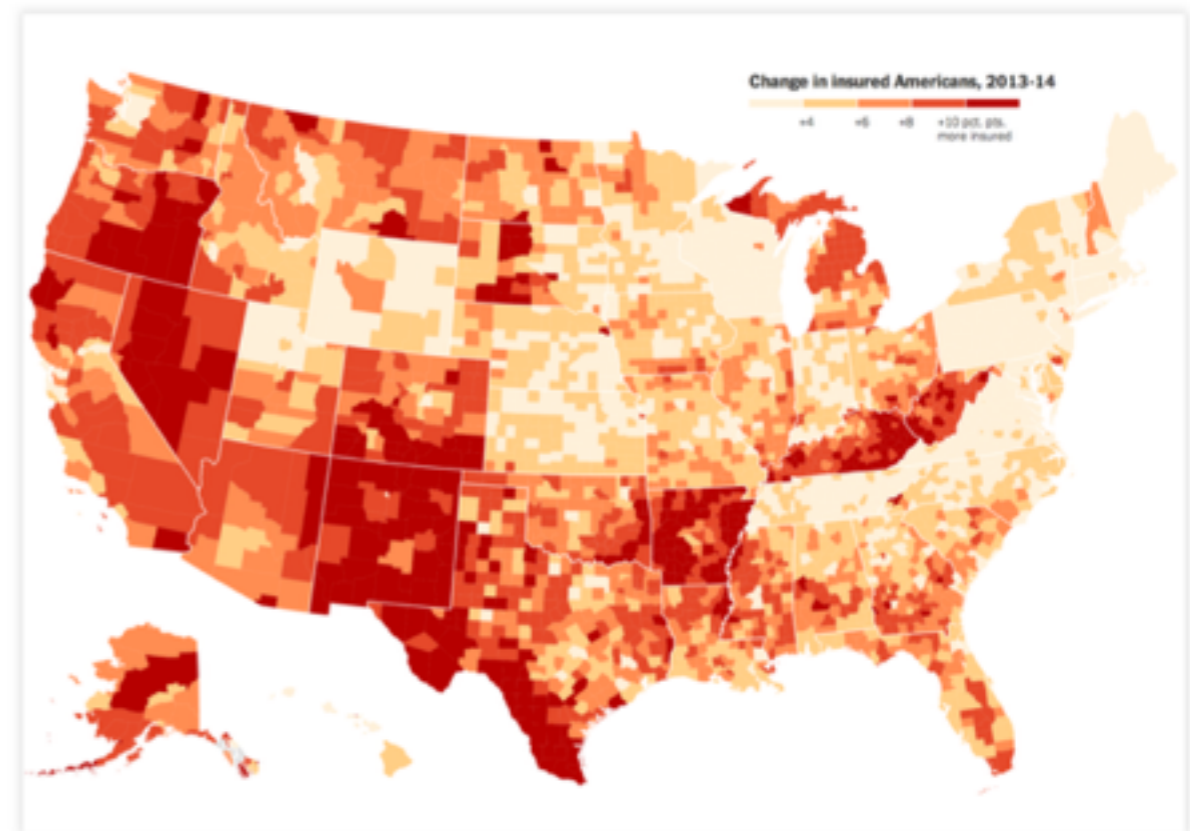 Change in insured Americans, 2013-14
+4 +6 +8 +10 pct. pts.
more insured